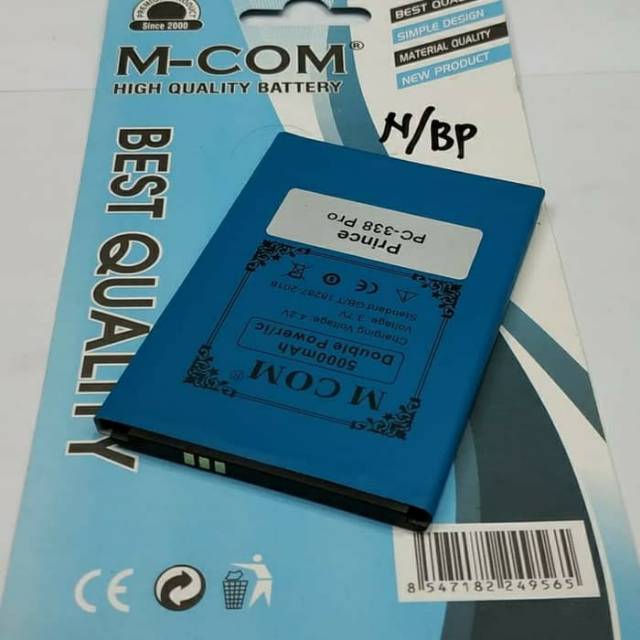 Since 2000
M-COM®
HIGH QUALITY BATTERY
BEST QUALITY
SIMPLE DESIGN
MATERIAL QUALITY
NEW PRODUCT
N/BP
BEST QUALITY
M COM®
5000mAh
Double Power/ic
Charging Voltage: 4.2V
Voltage: 3.7V
Standard:GB/T 18287-2018
CE
Prince
PC-338 Pro
CE
8 547182 249565